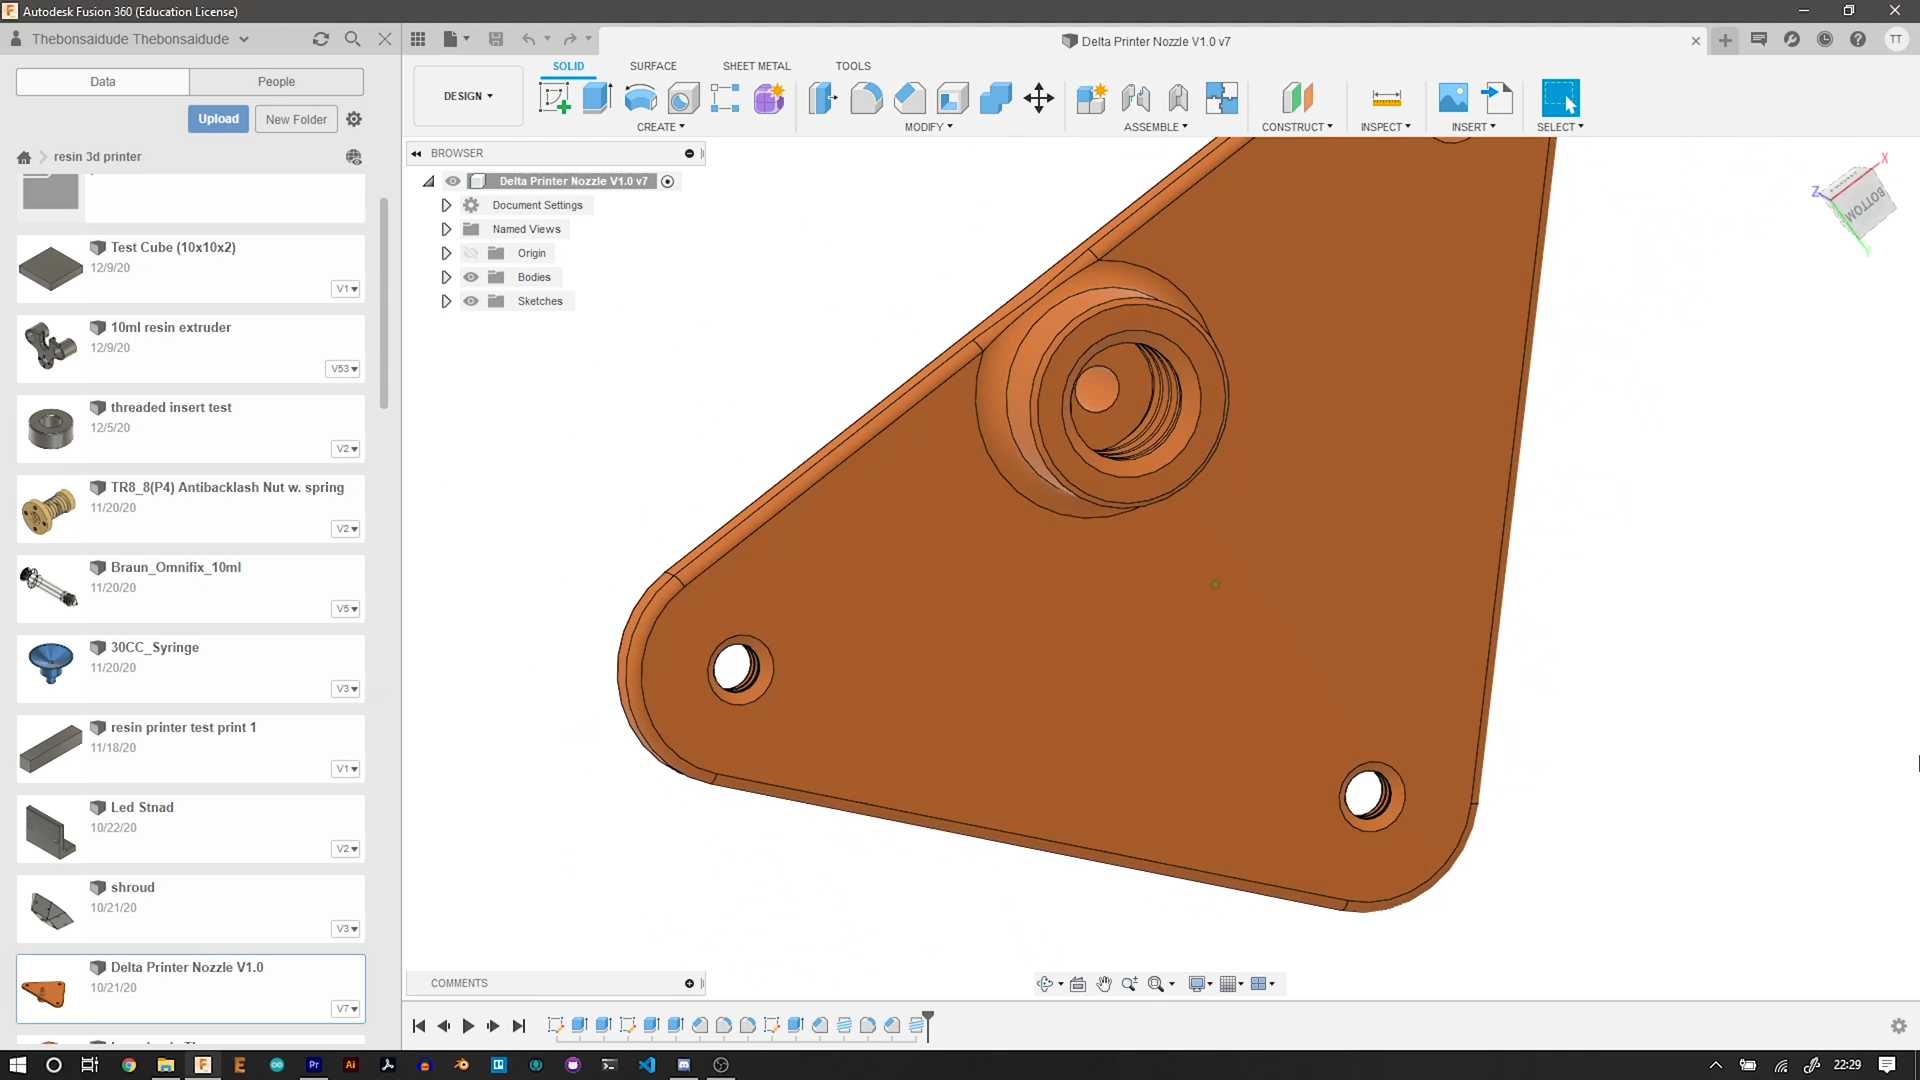 Autodesk Fusion 360 (Education License)
Thebonsaidude Thebonsaidude
Delta Printer Nozzle V1.0 v7
TT
Data
People
Upload
New Folder
resin 3d printer
SOLID
SURFACE
SHEET METAL
TOOLS
DESIGN
CREATE
MODIFY
ASSEMBLE
CONSTRUCT
INSPECT
INSERT
SELECT
BROWSER
Delta Printer Nozzle V1.0 v7
Document Settings
Named Views
Origin
Bodies
Sketches
Test Cube (10x10x2)
12/9/20
V1
10ml resin extruder
12/9/20
V53
threaded insert test
12/5/20
V2
TR8_8(P4) Antibacklash Nut w. spring
11/20/20
V2
Braun_Omnifix_10ml
11/20/20
V5
30CC_Syringe
11/20/20
V3
resin printer test print 1
11/18/20
V1
Led Stnad
10/22/20
V2
shroud
10/21/20
V3
Delta Printer Nozzle V1.0
10/21/20
V7
X
Z
Y
BOTTOM
COMMENTS
22:29